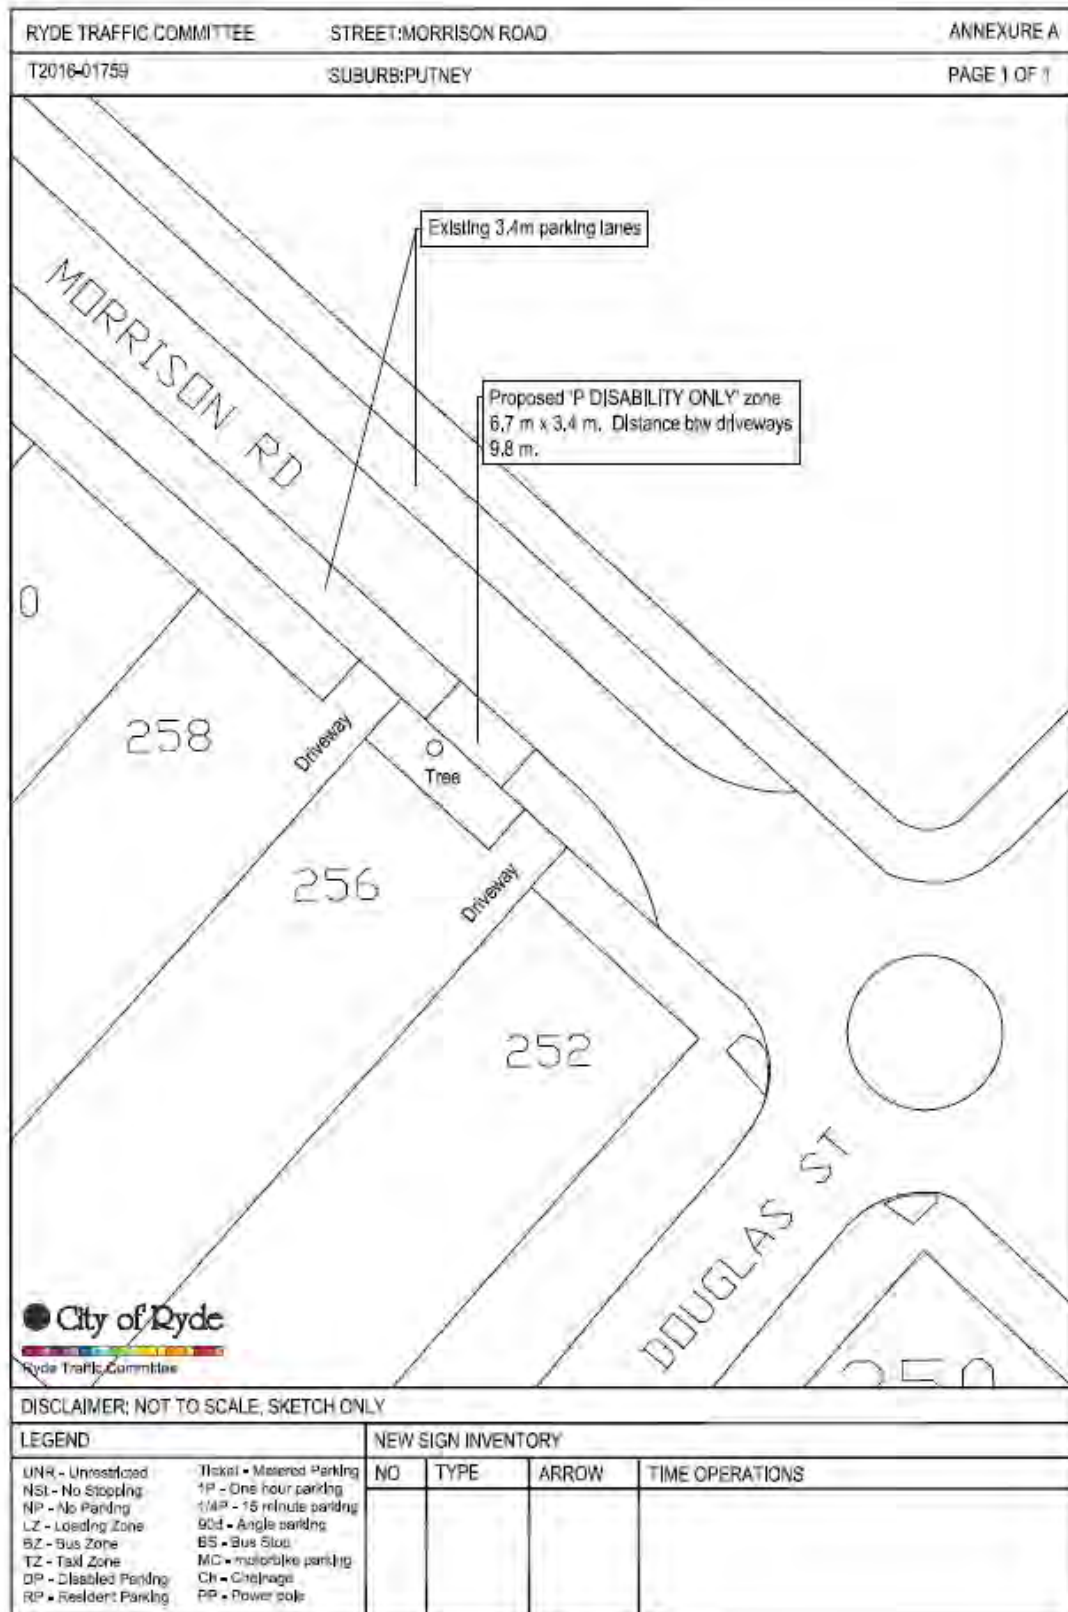 RYDE TRAFFIC COMMITTEE STREET:MORRISON ROAD ANNEXURE A
T2016-01759 SUBURB:PUTNEY PAGE 1 OF 1
Existing 3.4m parking lanes
MORRISON RD
Proposed 'P DISABILITY ONLY' zone
6.7 m x 3.4 m. Distance btw driveways
9.8 m.
0
258
Driveway
Tree
256
Driveway
252
DOUGLAS ST
250
City of Ryde
Ryde Traffic Committee
DISCLAIMER: NOT TO SCALE, SKETCH ONLY
LEGEND
UNR - Unrestricted
NSt - No Stopping
NP - No Parking
LZ - Loading Zone
BZ - Bus Zone
TZ - Taxi Zone
DP - Disabled Parking
RP - Resident Parking
Ticket - Metered Parking
1P - One hour parking
1/4P - 15 minute parking
90d - Angle parking
BS - Bus Stop
MC - motorbike parking
Ch - Chainage
PP - Power pole
NEW SIGN INVENTORY
NO TYPE ARROW TIME OPERATIONS